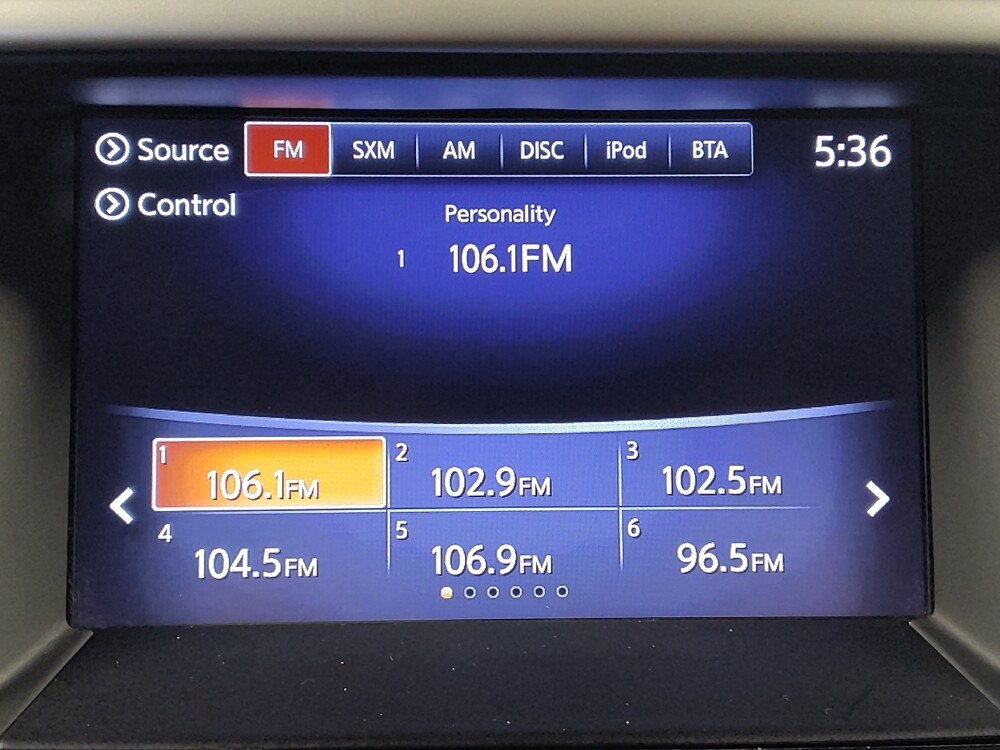 Source FM SXM AM DISC iPod BTA 5:36
Control
Personality
1 106.1FM
1 106.1FM 2 102.9FM 3 102.5FM
4 104.5FM 5 106.9FM 6 96.5FM